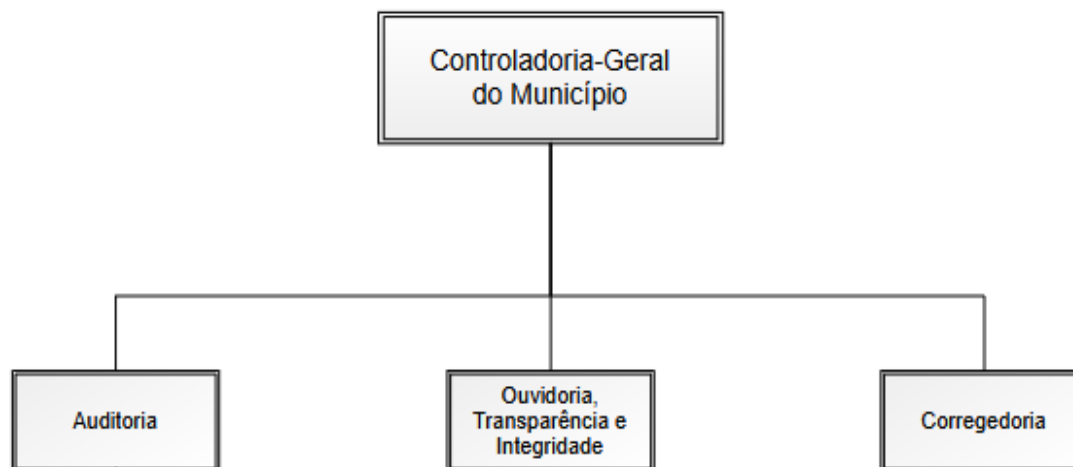 Controladoria-Geral
do Município
Auditoria
Ouvidoria,
Transparência e
Integridade
Corregedoria